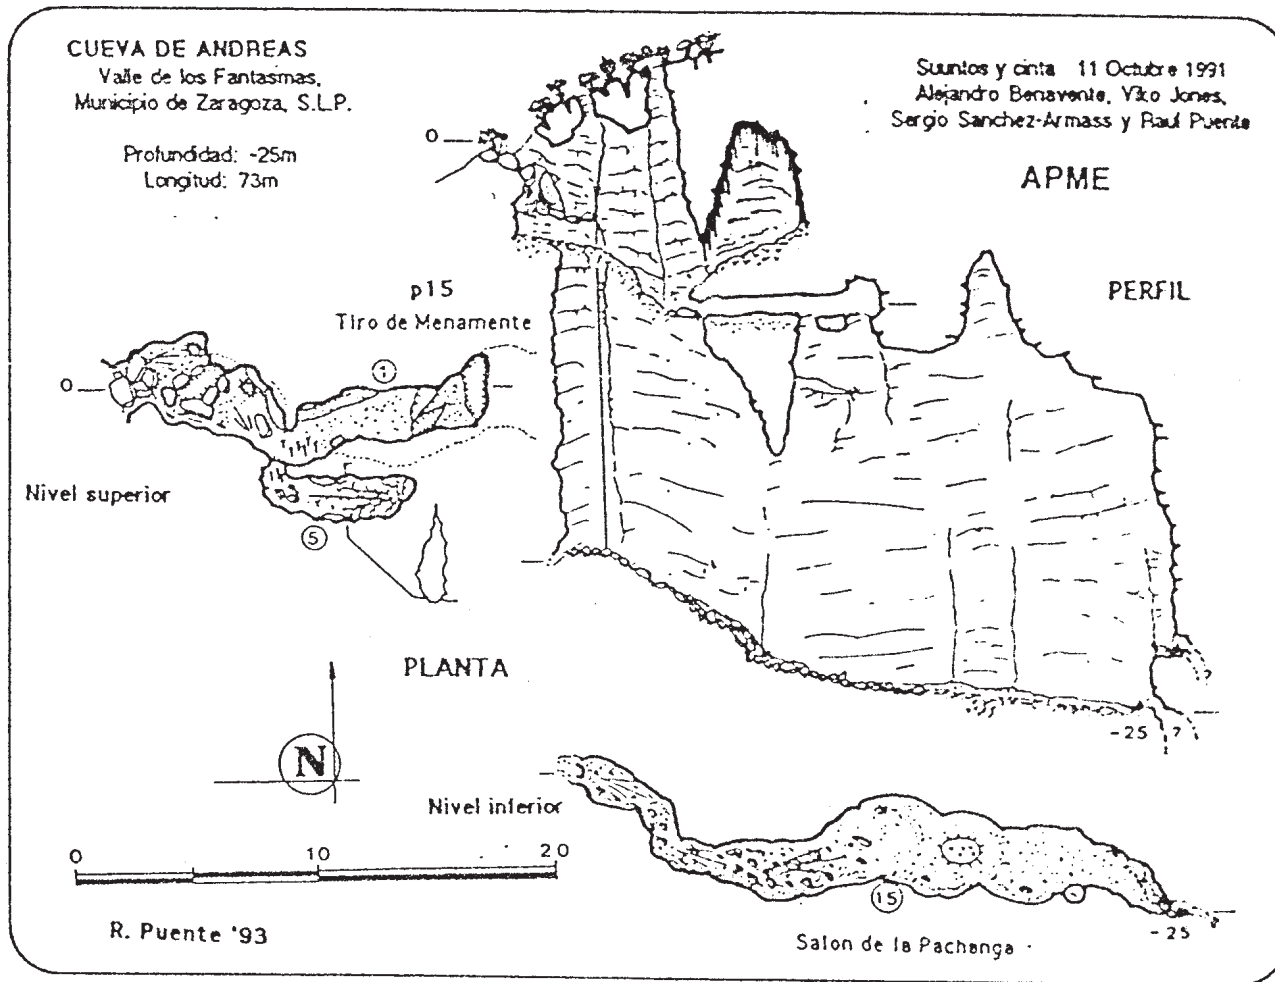 CUEVA DE ANDREAS
Valle de los Fantasmas,
Municipio de Zaragoza, S.L.P.
Profundidad: -25m
Longitud: 73m
Suuntos y cinta 11 Octubre 1991
Alejandro Benavente, Yiko Jones,
Sergio Sanchez-Armass y Raul Puente
APME
PERFIL
0
p15
Tiro de Menamente
0
1
Nivel superior
5
PLANTA
N
-25 ?
?
Nivel inferior
0 10 20
15
-25
R. Puente '93
Salon de la Pachanga